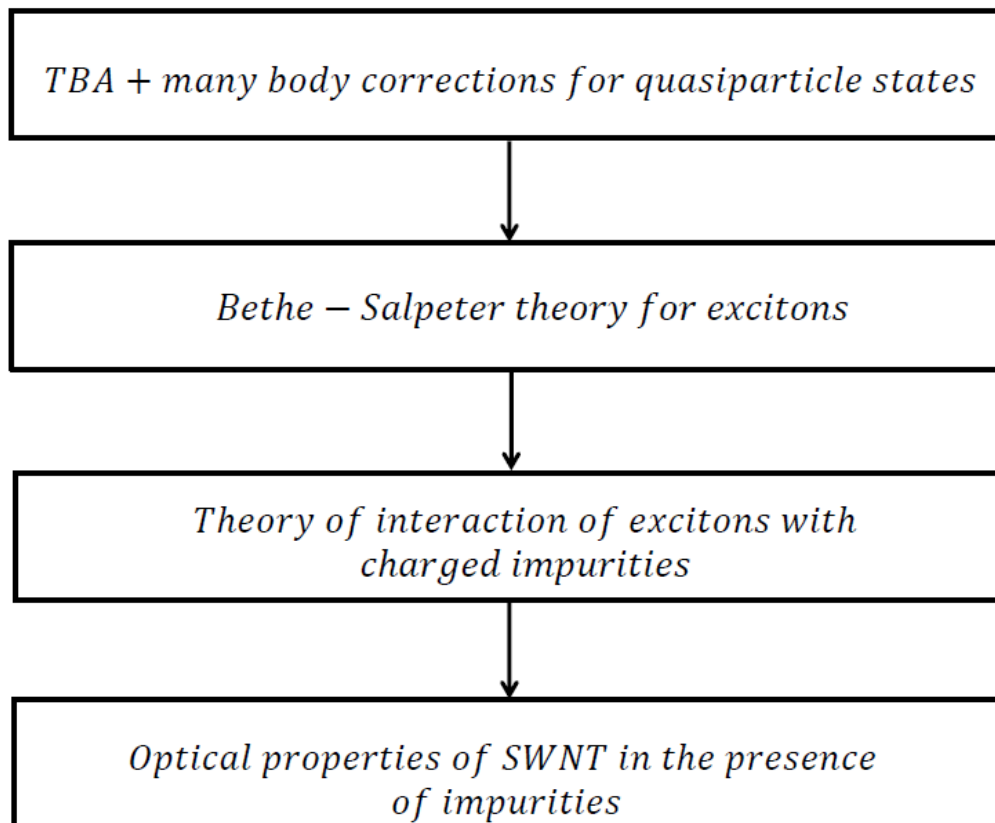 TBA + many body corrections for quasiparticle states
Bethe − Salpeter theory for excitons
Theory of interaction of excitons with
charged impurities
Optical properties of SWNT in the presence
of impurities